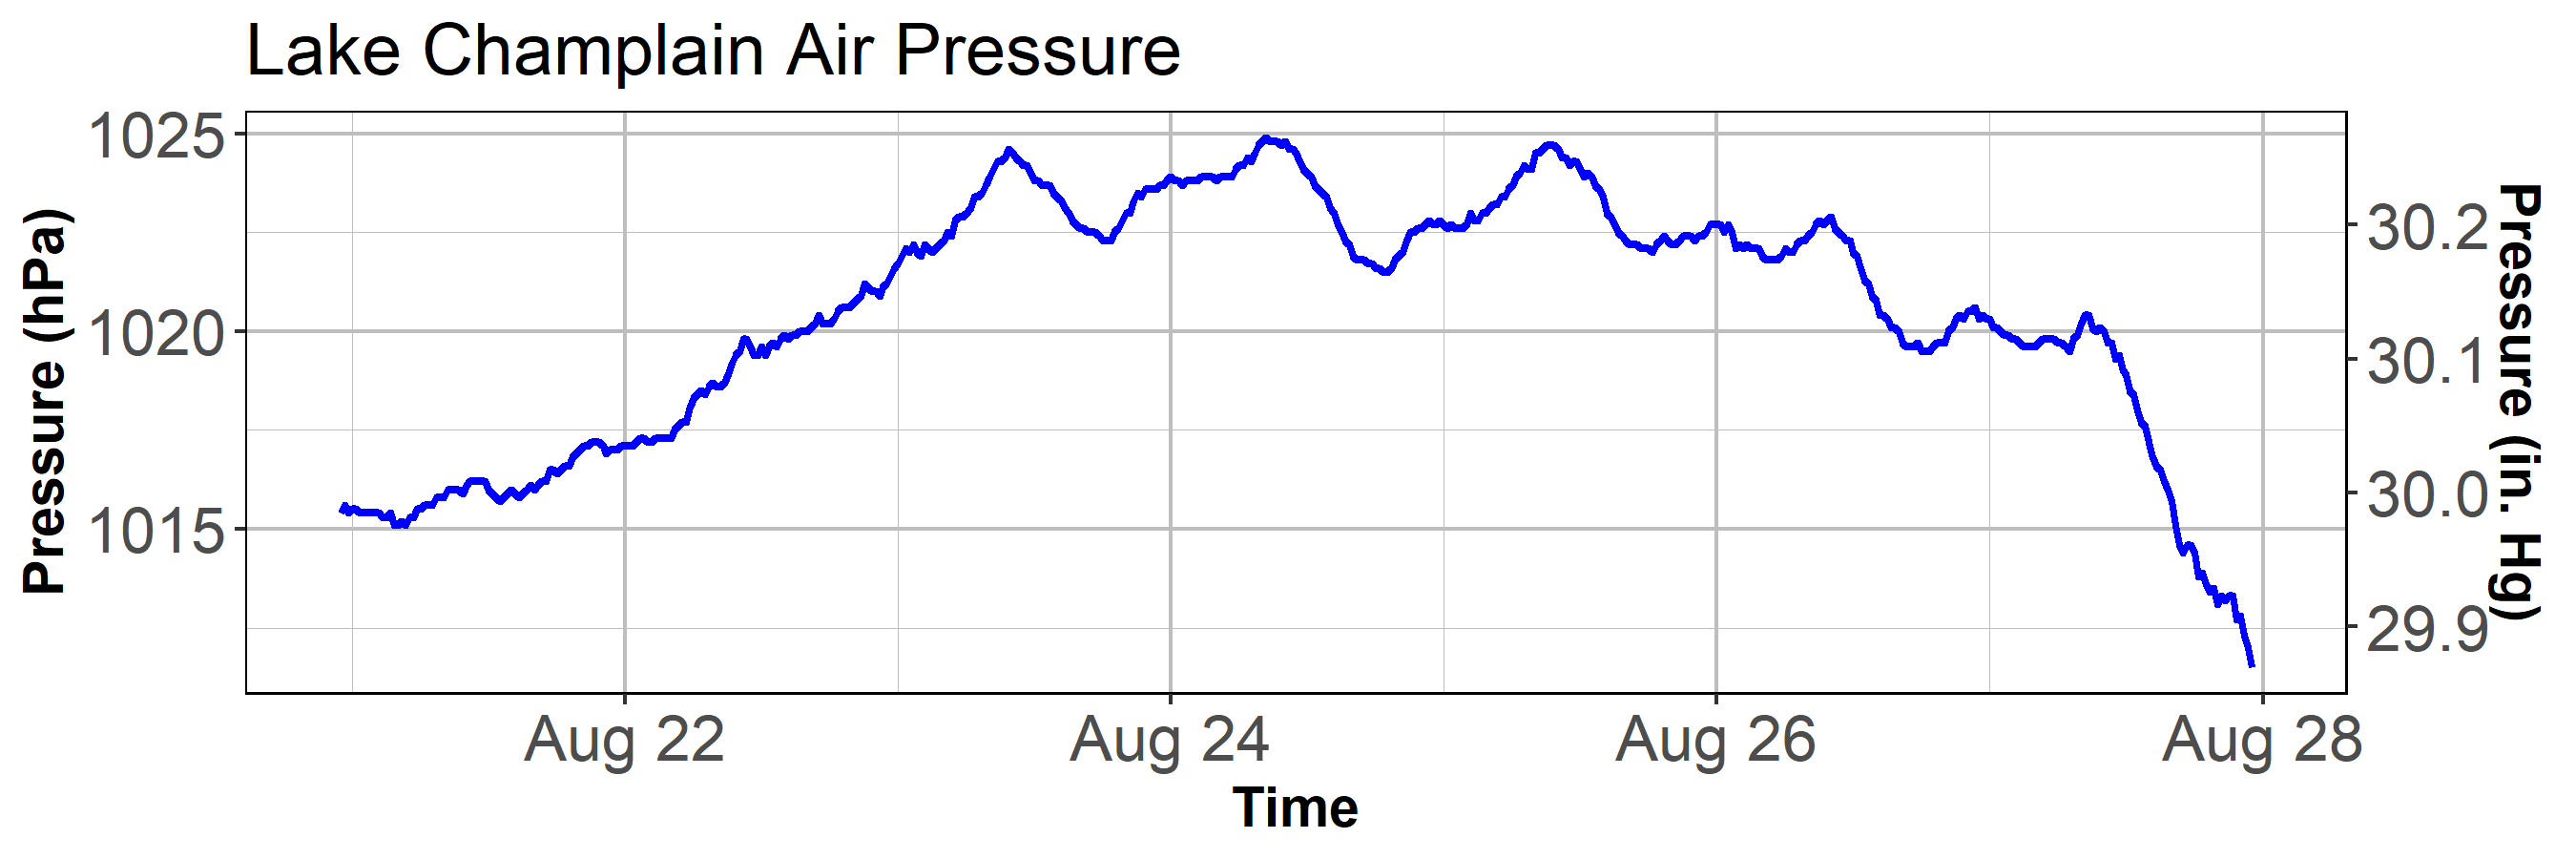 Lake Champlain Air Pressure
1025
1020
1015
Pressure (hPa)
30.2
30.1
30.0
29.9
Pressure (in. Hg)
Aug 22
Aug 24
Aug 26
Aug 28
Time